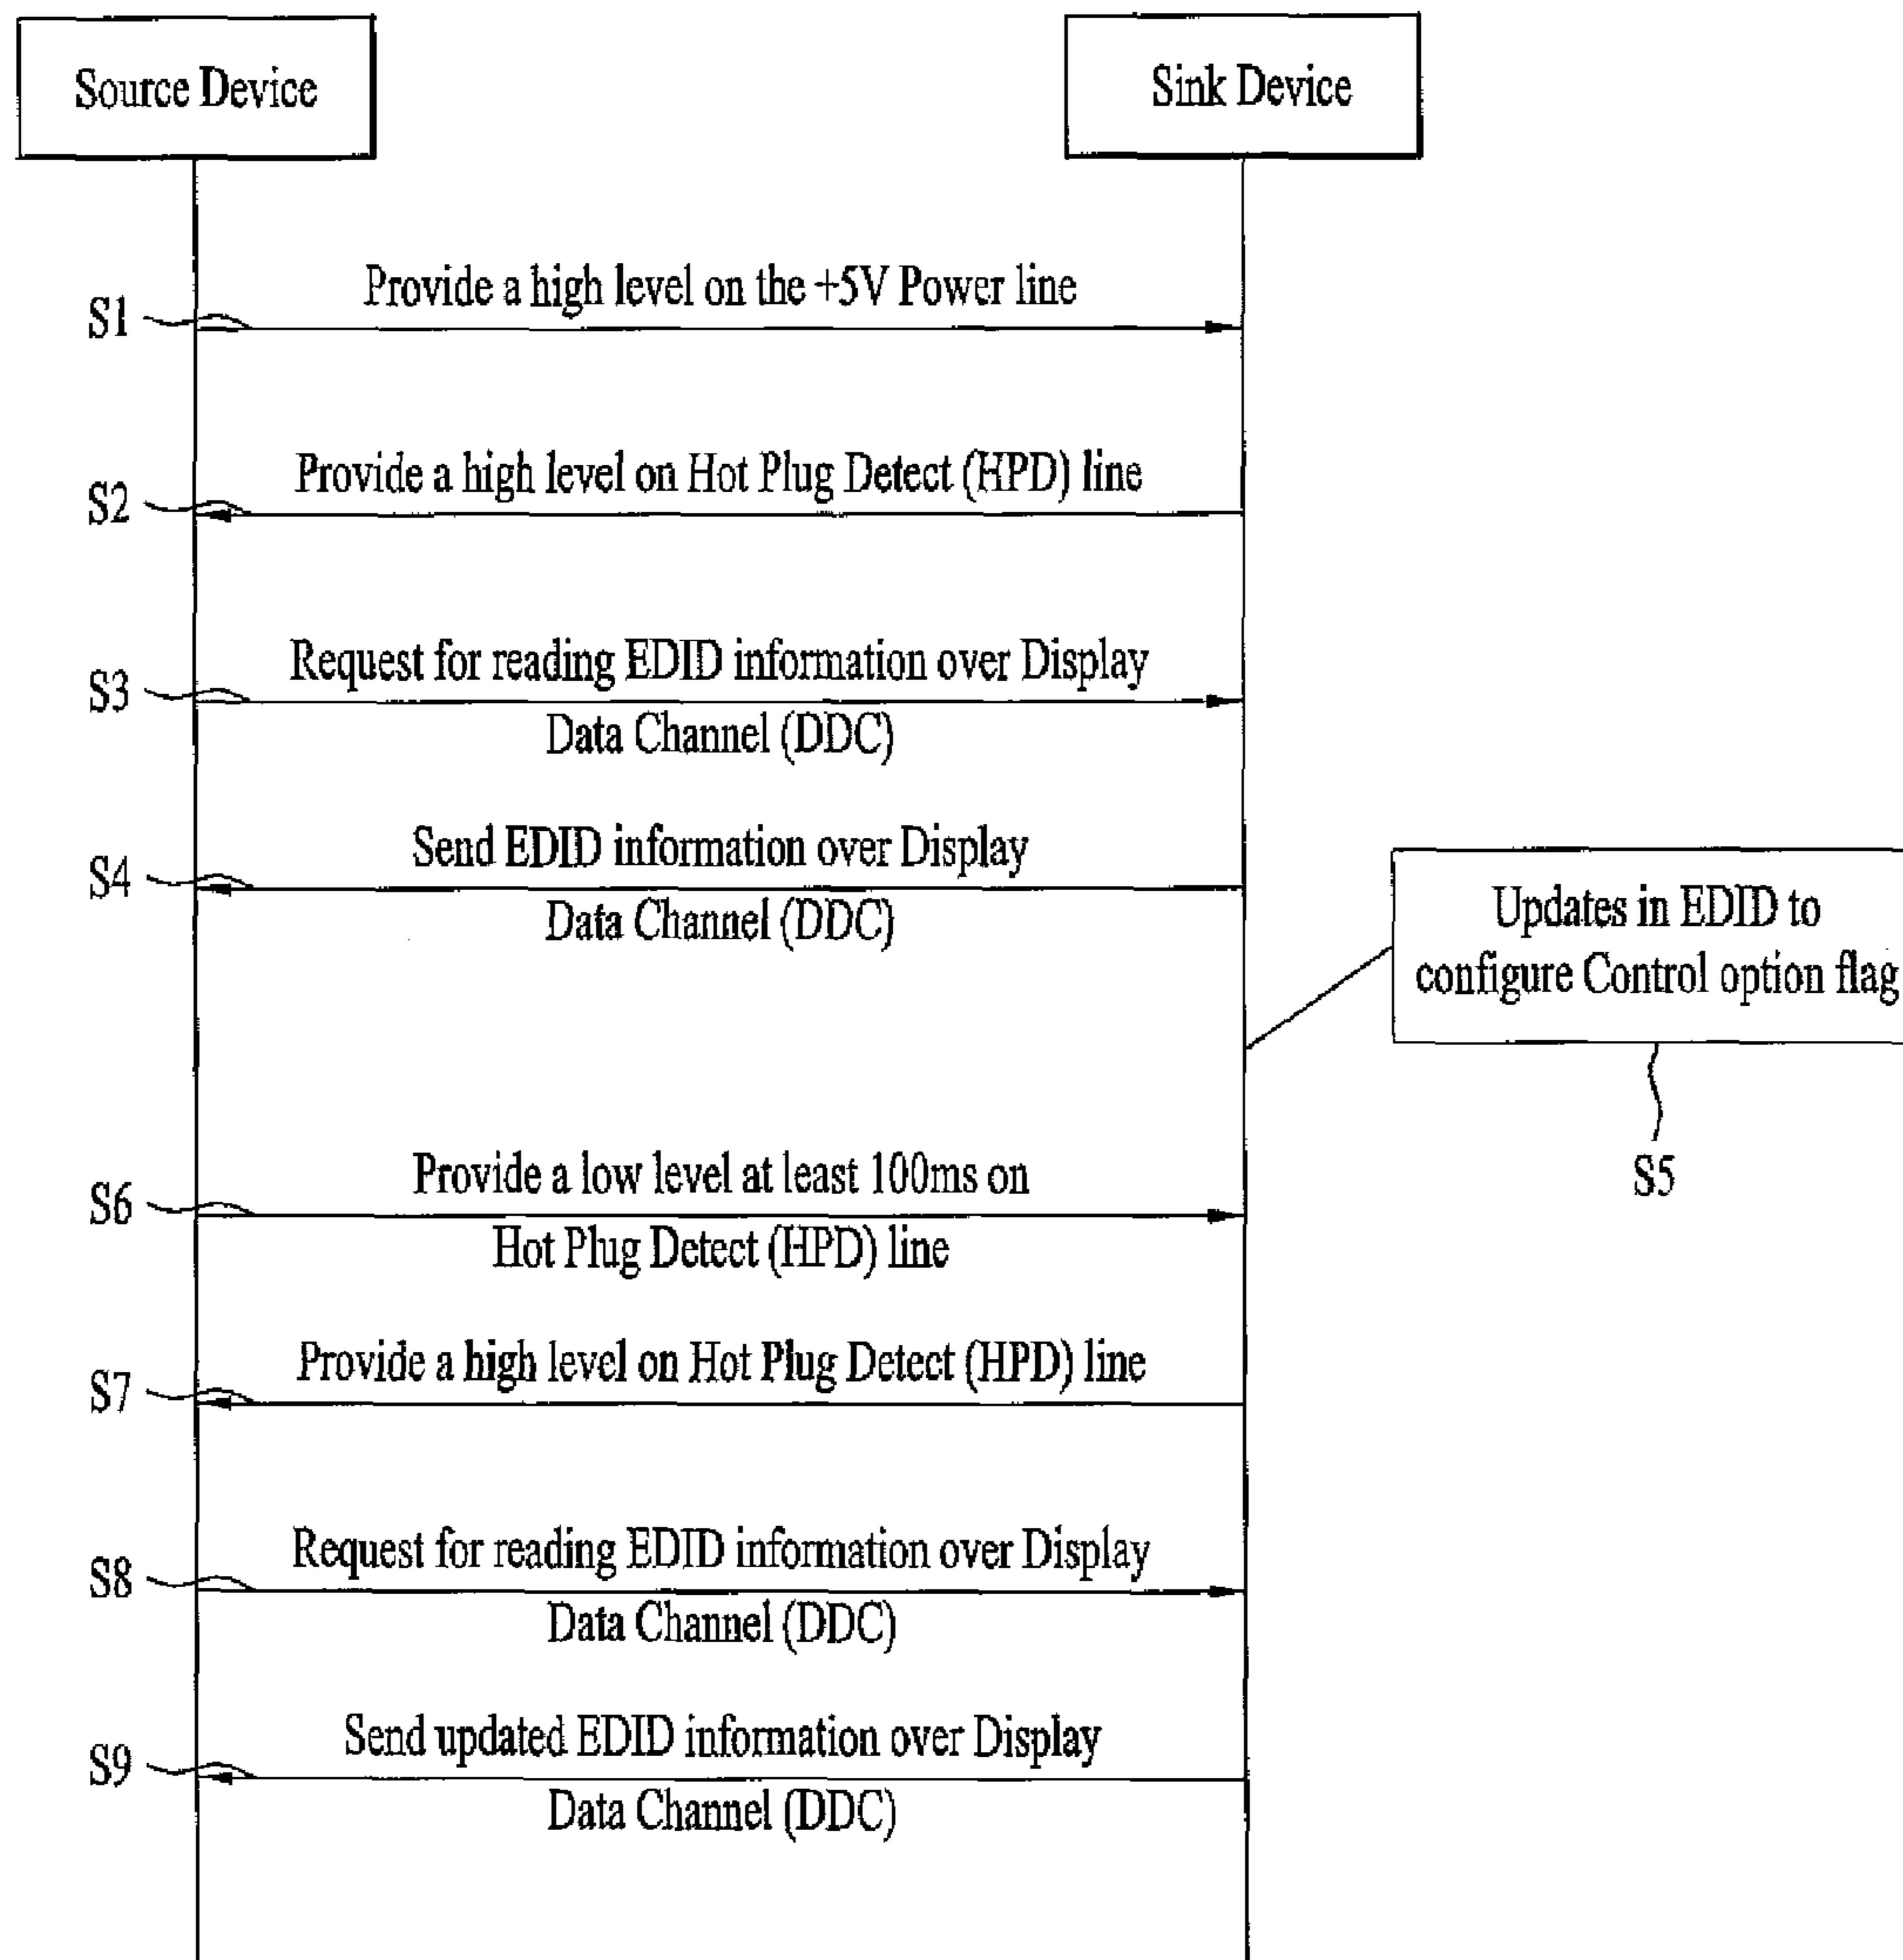 Source Device
Sink Device
Provide a high level on the +5V Power line
S1
Provide a high level on Hot Plug Detect (HPD) line
S2
Request for reading EDID information over Display
S3
Data Channel (DDC)
Send EDID information over Display
S4
Data Channel (DDC)
Updates in EDID to
configure Control option flag
S5
Provide a low level at least 100ms on
S6
Hot Plug Detect (HPD) line
Provide a high level on Hot Plug Detect (HPD) line
S7
Request for reading EDID information over Display
S8
Data Channel (DDC)
Send updated EDID information over Display
S9
Data Channel (DDC)